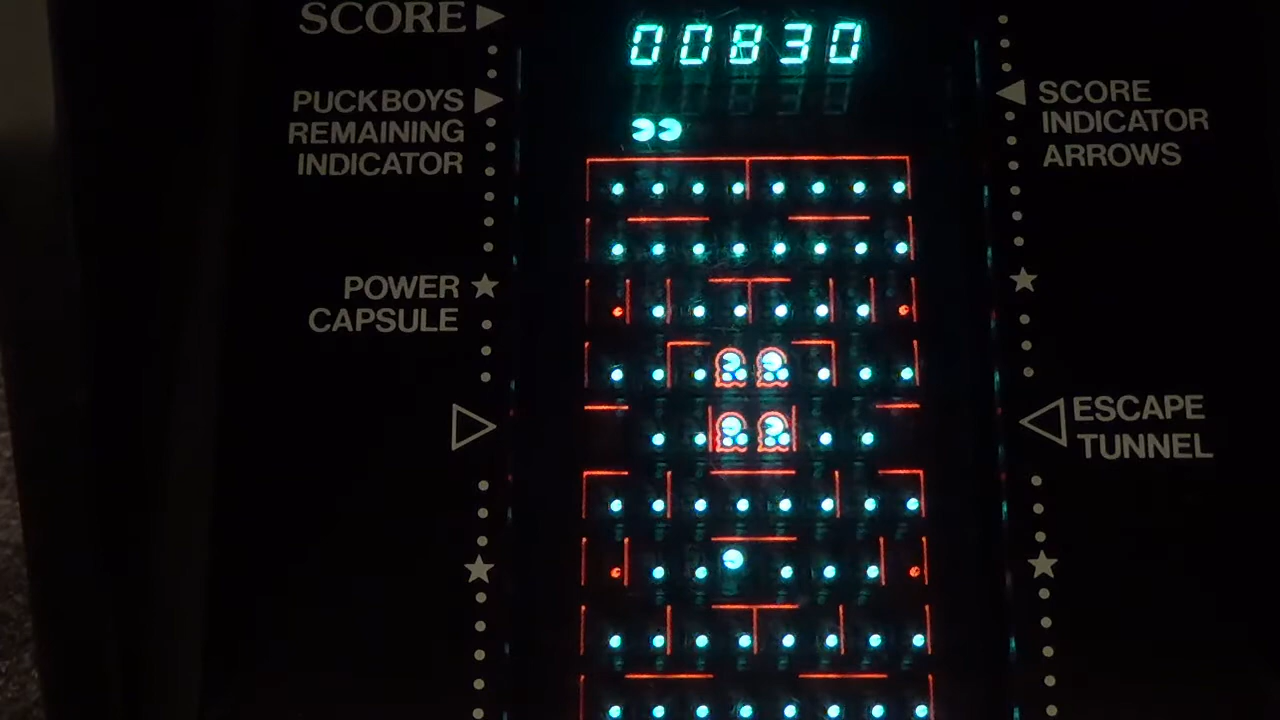 SCORE
00830
PUCKBOYS
REMAINING
INDICATOR
SCORE
INDICATOR
ARROWS
POWER
CAPSULE
ESCAPE
TUNNEL